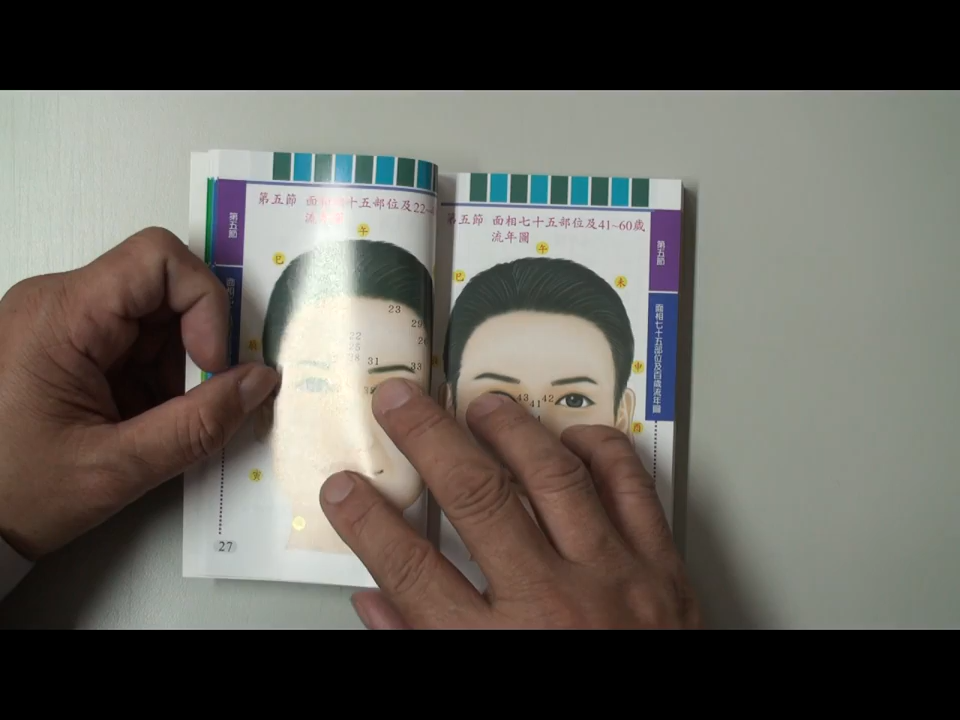 第五節
第五節 面相七十五部位及22~
流年圖
午
巳
23
29
26
22
25
28
31
33
寅
27
第五節 面相七十五部位及41~60歲
流年圖
午
巳
未
申
酉
43
41
42
第五節
面相七十五部位及百歲流年圖